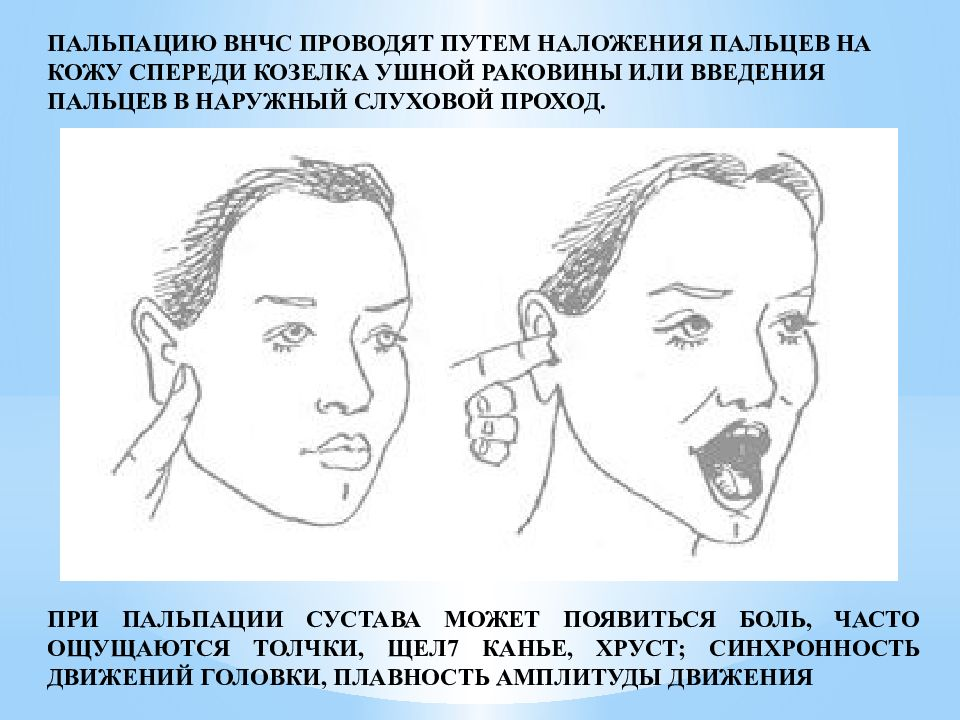 ПАЛЬПАЦИЮ ВНЧС ПРОВОДЯТ ПУТЕМ НАЛОЖЕНИЯ ПАЛЬЦЕВ НА
КОЖУ СПЕРЕДИ КОЗЕЛКА УШНОЙ РАКОВИНЫ ИЛИ ВВЕДЕНИЯ
ПАЛЬЦЕВ В НАРУЖНЫЙ СЛУХОВОЙ ПРОХОД.
ПРИ ПАЛЬПАЦИИ СУСТАВА МОЖЕТ ПОЯВИТЬСЯ БОЛЬ, ЧАСТО
ОЩУЩАЮТСЯ ТОЛЧКИ, ЩЕЛ7 КАНЬЕ, ХРУСТ; СИНХРОННОСТЬ
ДВИЖЕНИЙ ГОЛОВКИ, ПЛАВНОСТЬ АМПЛИТУДЫ ДВИЖЕНИЯ